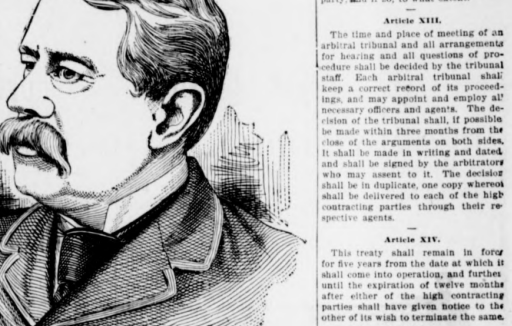 Article XIII.
The time and place of meeting of an
arbitral tribunal and all arrangements
for hearing and all questions of pro-
cedure shall be decided by the tribunal
staff. Each arbitral tribunal shall
keep a correct record of its proceed-
ings, and may appoint and employ all
necessary officers and agents. The de-
cision of the tribunal shall, if possible
be made within three months from the
close of the arguments on both sides.
It shall be made in writing and dated
and shall be signed by the arbitrators
who may assent to it. The decision
shall be in duplicate, one copy whereof
shall be delivered to each of the high
contracting parties through their re-
spective agents.
Article XIV.
This treaty shall remain in force
for five years from the date at which it
shall come into operation, and further
until the expiration of twelve months
after either of the high contracting
parties shall have given notice to the
other of its wish to terminate the same.